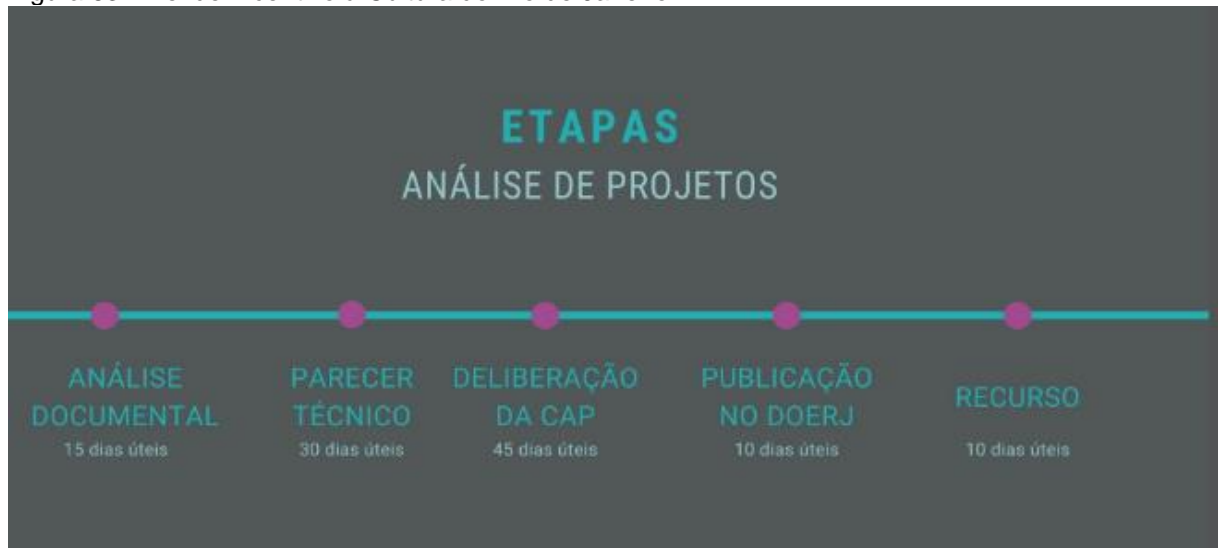 ETAPAS
ANÁLISE DE PROJETOS
ANÁLISE
DOCUMENTAL
15 dias úteis
PARECER
TÉCNICO
30 dias úteis
DELIBERAÇÃO
DA CAP
45 dias úteis
PUBLICAÇÃO
NO DOERJ
10 dias úteis
RECURSO
10 dias úteis